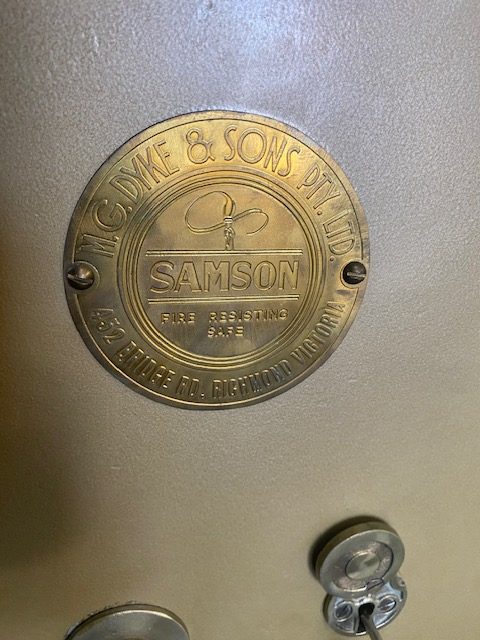 M.G. DYKE & SONS PTY. LTD.
SAMSON
FIRE RESISTING
SAFE
452 BRIDGE RD. RICHMOND VICTORIA